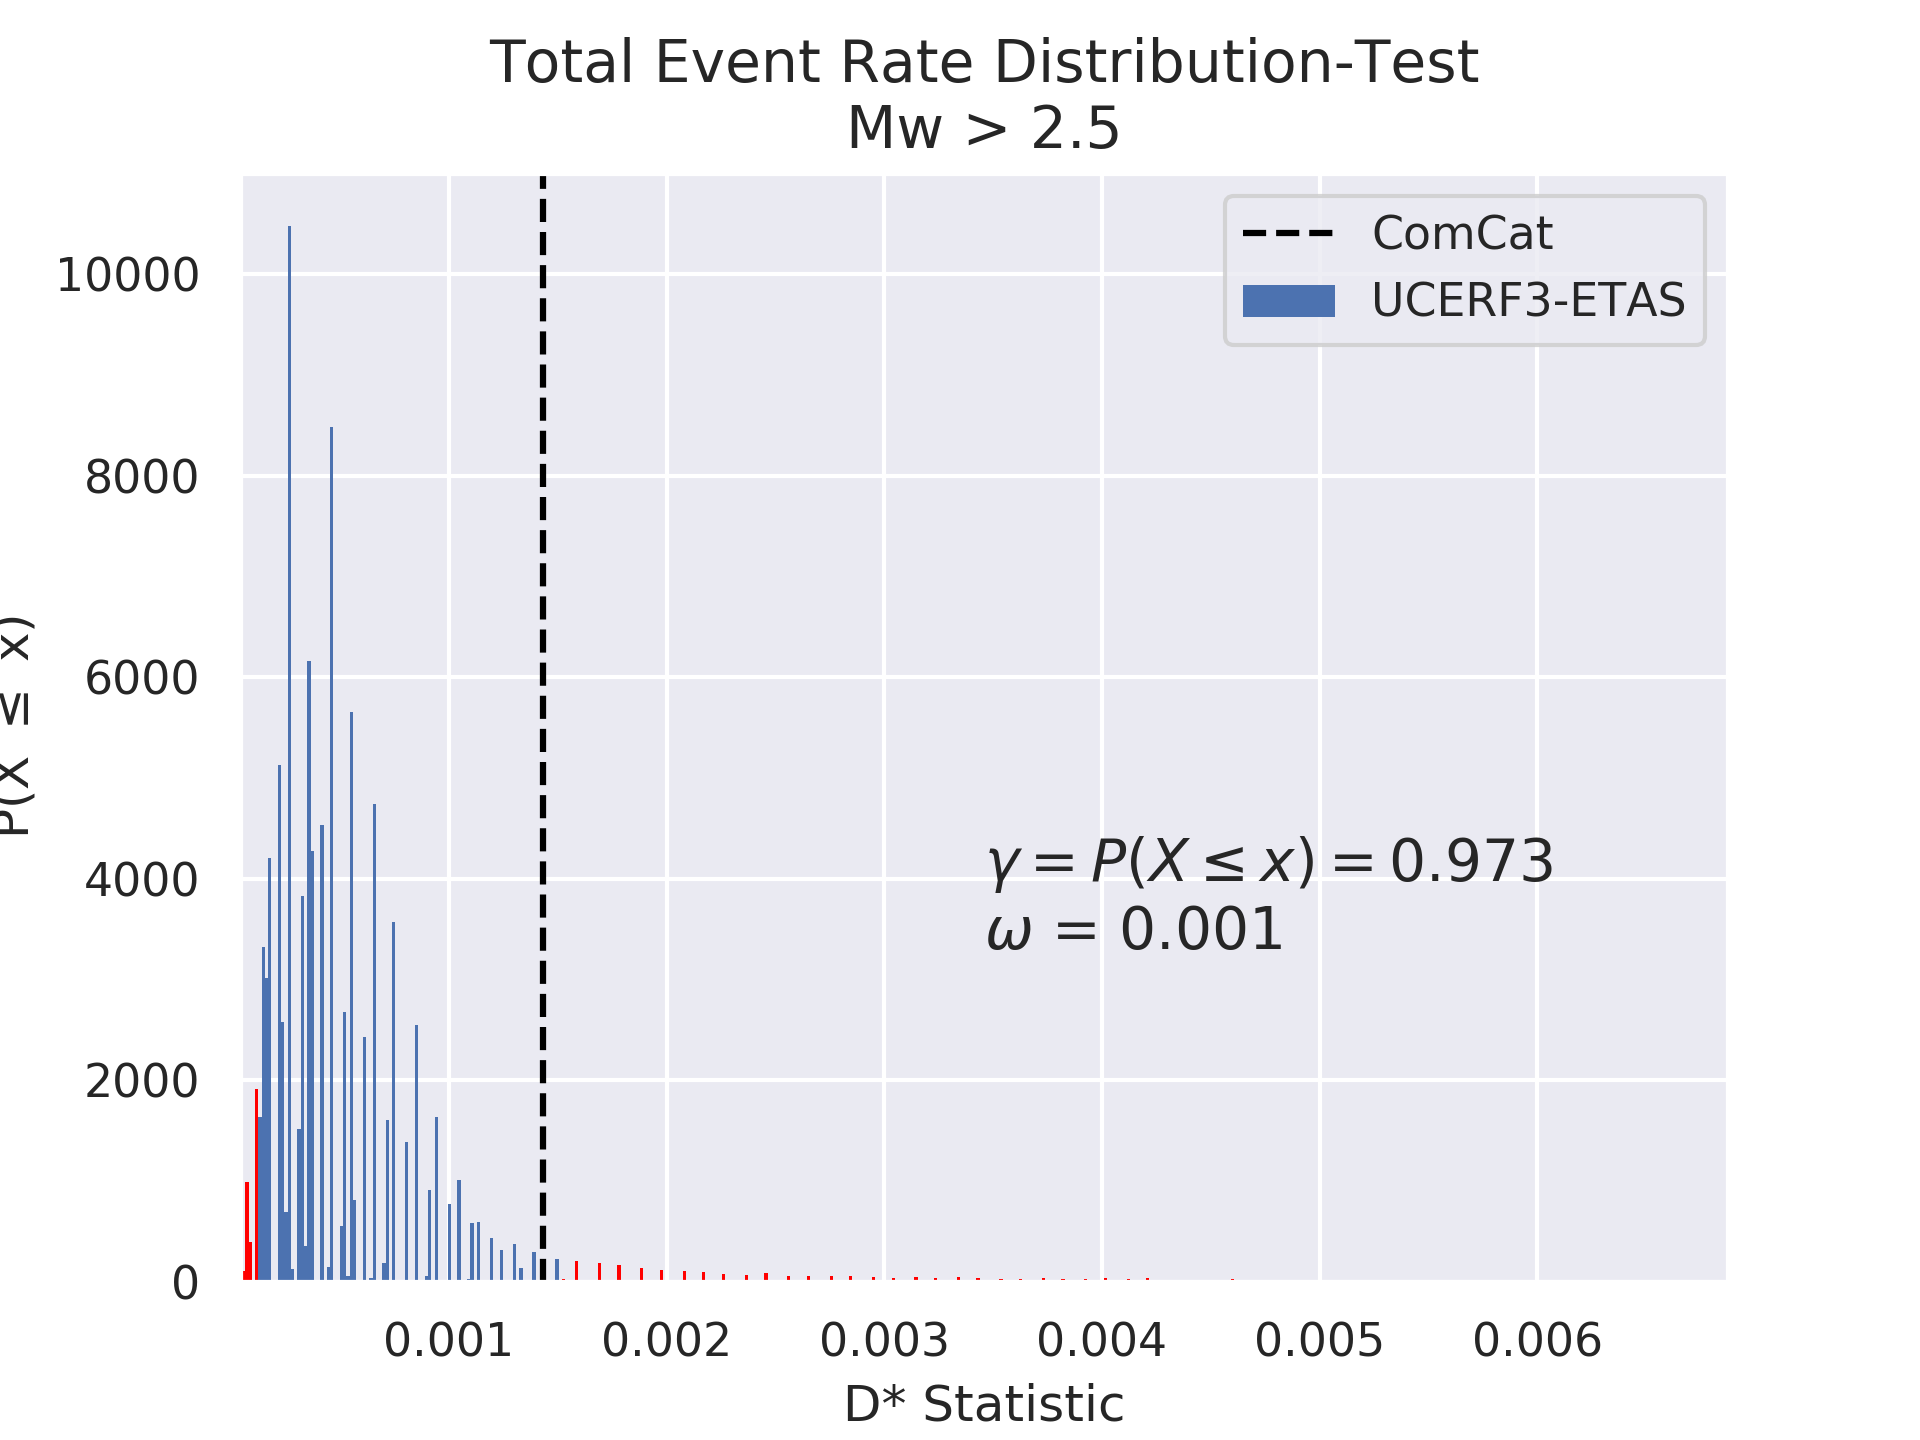 Total Event Rate Distribution-Test
Mw > 2.5
ComCat
UCERF3-ETAS
10000
8000
6000
4000
2000
0
P(X ≤ x)
γ = P(X ≤ x) = 0.973
ω = 0.001
0.001 0.002 0.003 0.004 0.005 0.006
D* Statistic